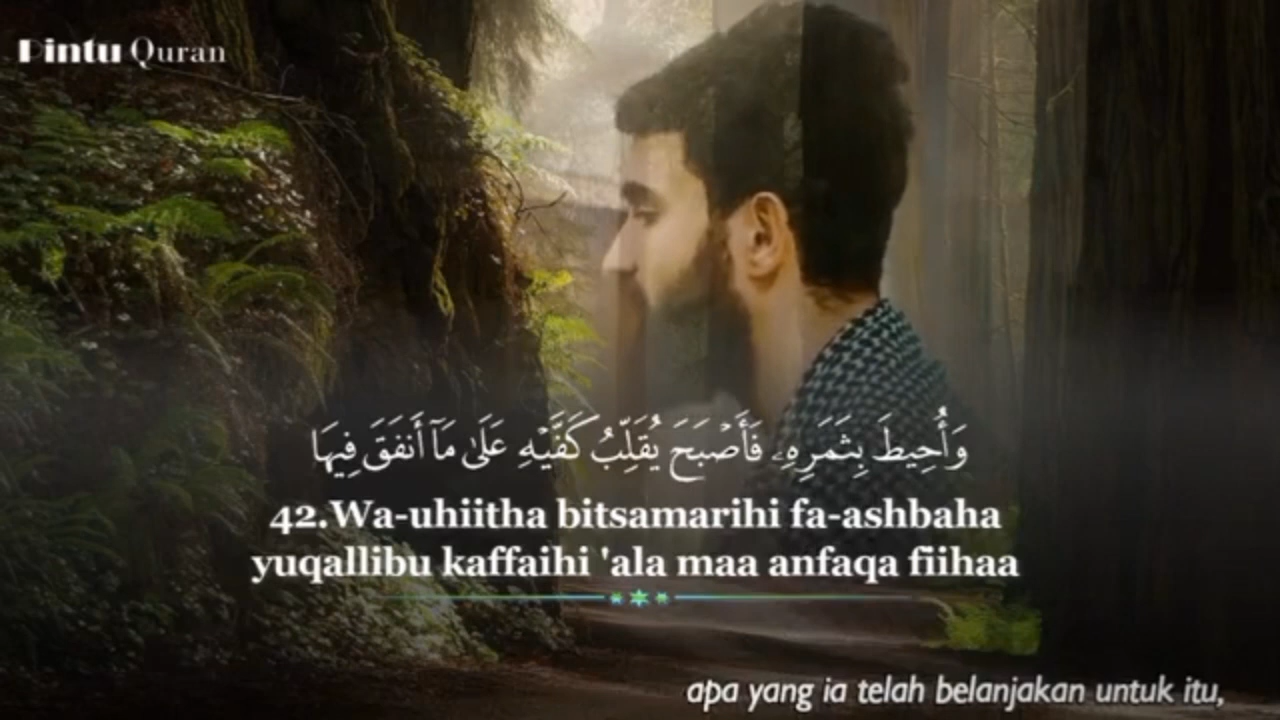 Pintu Quran
وَأُحِيطَ بِثَمَرِهِۦ فَأَصْبَحَ يُقَلِّبُ كَفَّيْهِ عَلَىٰ مَآ أَنفَقَ فِيهَا
42.Wa-uhiitha bitsamarihi fa-ashbaha
yuqallibu kaffaihi 'ala maa anfaqa fiihaa
apa yang ia telah belanjakan untuk itu,